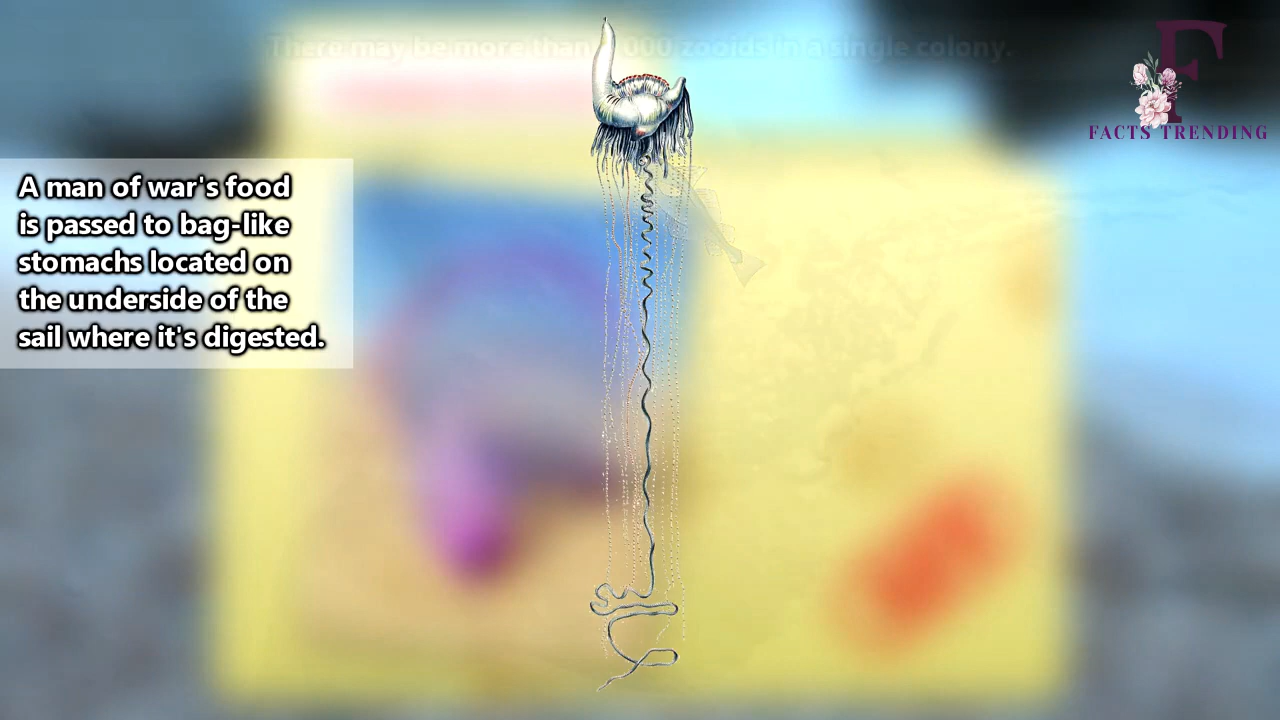 There may be more than 000 zooids in a single colony.
F
FACTS TRENDING
A man of war's food
is passed to bag-like
stomachs located on
the underside of the
sail where it's digested.